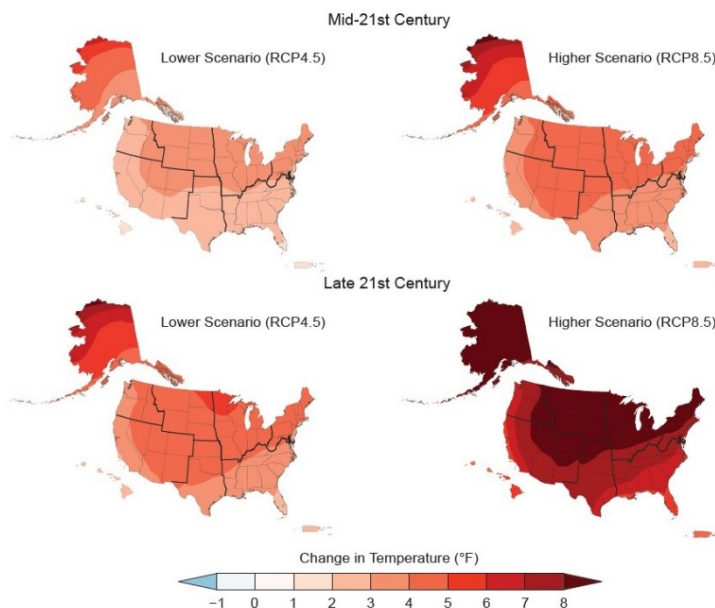 Mid-21st Century
Lower Scenario (RCP4.5)
Higher Scenario (RCP8.5)
Late 21st Century
Lower Scenario (RCP4.5)
Higher Scenario (RCP8.5)
Change in Temperature (°F)
−1 0 1 2 3 4 5 6 7 8